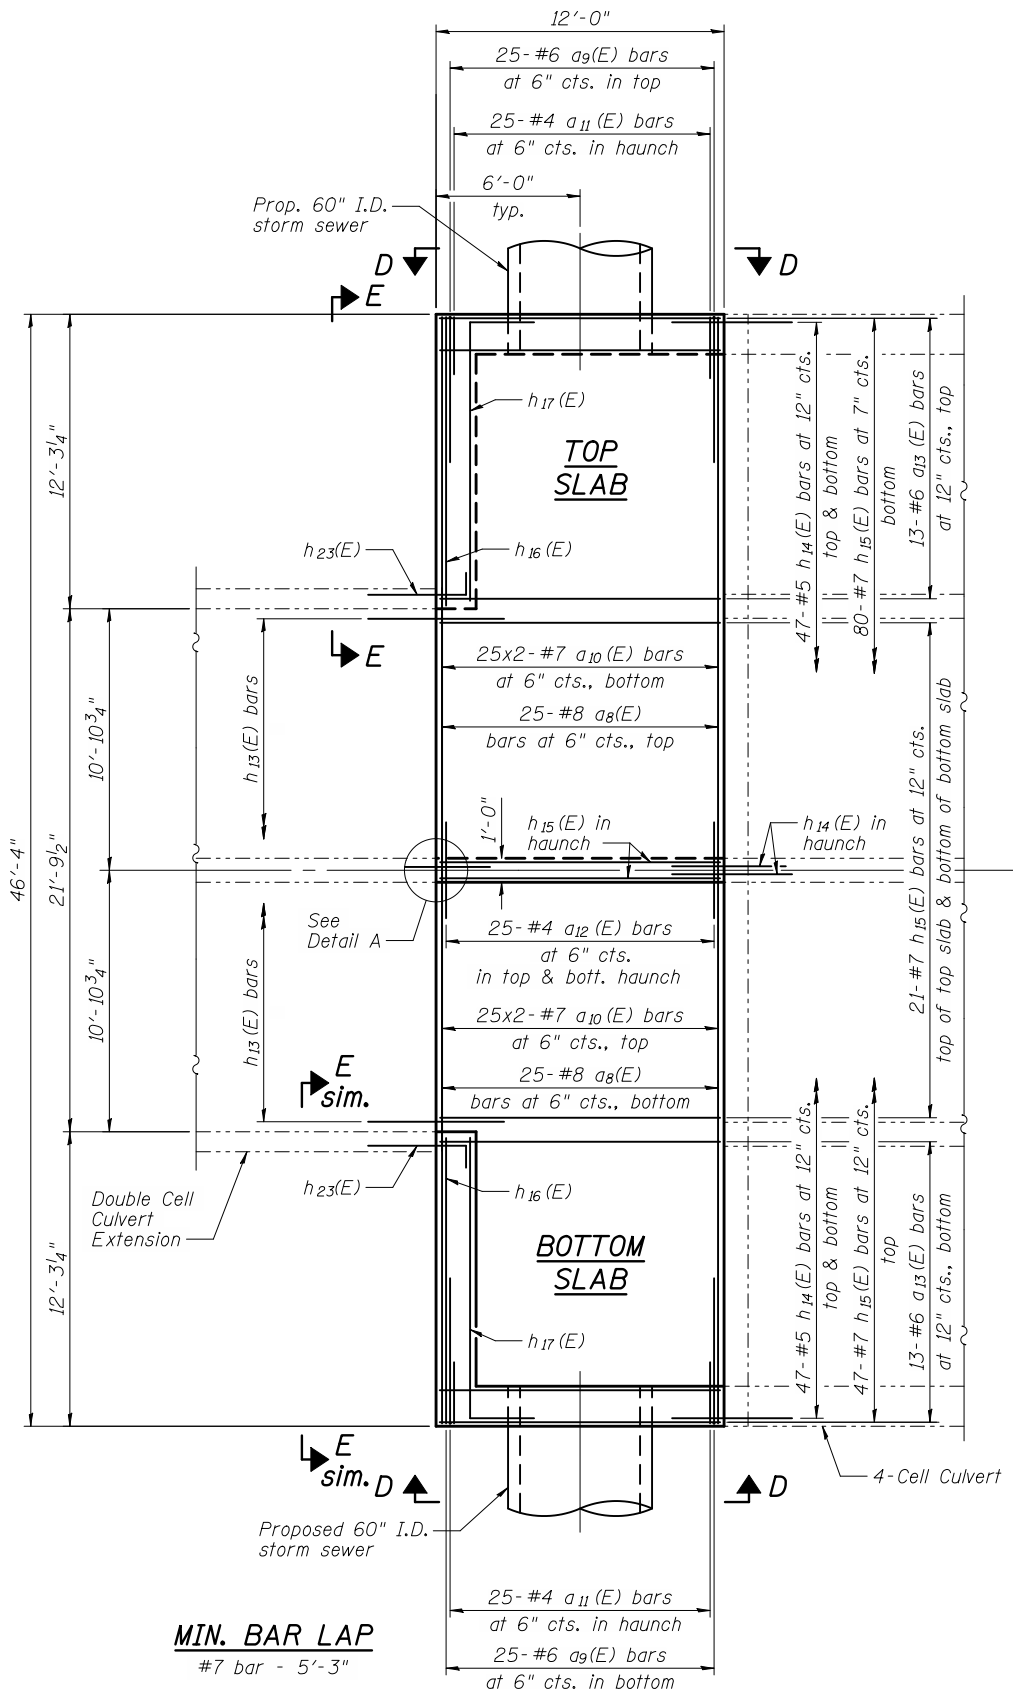 12'-0"
25-#6 a9(E) bars
at 6" cts. in top
25-#4 a11(E) bars
at 6" cts. in haunch
6'-0"
typ.
Prop. 60" I.D.
storm sewer
D
D
E
12'-3¼"
h17(E)
TOP
SLAB
h23(E)
h16(E)
47-#5 h14(E) bars at 12" cts.
top & bottom
80-#7 h15(E) bars at 7" cts.
bottom
13-#6 a13(E) bars
at 12" cts., top
E
25x2-#7 a10(E) bars
at 6" cts., bottom
25-#8 a8(E)
bars at 6" cts., top
h13(E) bars
10'-10¾"
46'-4"
21'-9½"
1'-0"
h15(E) in
haunch
h14(E) in
haunch
See
Detail A
25-#4 a12(E) bars
at 6" cts.
in top & bott. haunch
21-#7 h15(E) bars at 12" cts.
top of top slab & bottom of bottom slab
10'-10¾"
h13(E) bars
25x2-#7 a10(E) bars
at 6" cts., top
25-#8 a8(E)
bars at 6" cts., bottom
E
sim.
h23(E)
h16(E)
Double Cell
Culvert
Extension
12'-3¼"
BOTTOM
SLAB
h17(E)
47-#5 h14(E) bars at 12" cts.
top & bottom
47-#7 h15(E) bars at 12" cts.
top
13-#6 a13(E) bars
at 12" cts., bottom
E
sim.
D
D
4-Cell Culvert
Proposed 60" I.D.
storm sewer
25-#4 a11(E) bars
at 6" cts. in haunch
25-#6 a9(E) bars
at 6" cts. in bottom
MIN. BAR LAP
#7 bar - 5'-3"